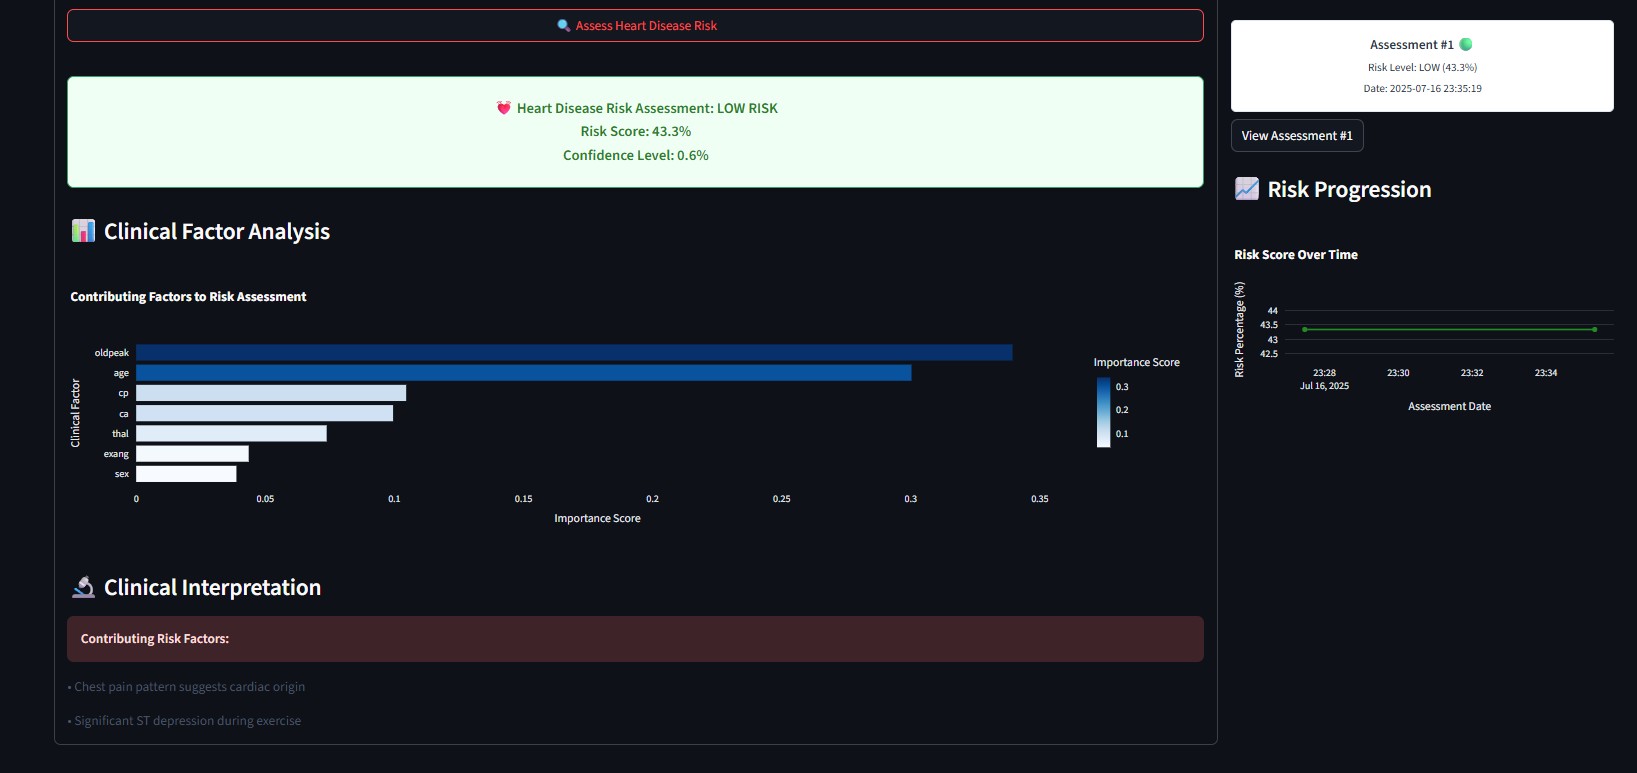 Assess Heart Disease Risk
Heart Disease Risk Assessment: LOW RISK
Risk Score: 43.3%
Confidence Level: 0.6%
Clinical Factor Analysis
Contributing Factors to Risk Assessment
Clinical Factor
oldpeak
age
cp
ca
thal
exang
sex
0 0.05 0.1 0.15 0.2 0.25 0.3 0.35
Importance Score
Importance Score
0.3
0.2
0.1
Clinical Interpretation
Contributing Risk Factors:
• Chest pain pattern suggests cardiac origin
• Significant ST depression during exercise
Assessment #1
Risk Level: LOW (43.3%)
Date: 2025-07-16 23:35:19
View Assessment #1
Risk Progression
Risk Score Over Time
Risk Percentage (%)
44
43.5
43
42.5
23:28 23:30 23:32 23:34
Jul 16, 2025
Assessment Date